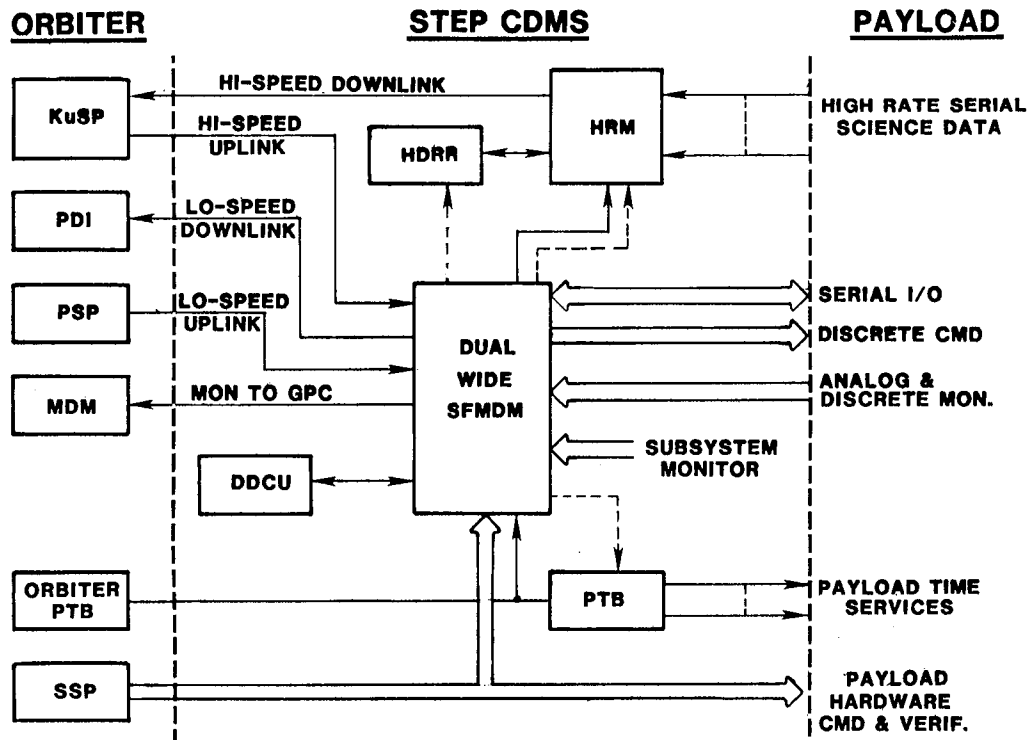 ORBITER
STEP CDMS
PAYLOAD
KuSP
HI-SPEED DOWNLINK
HI-SPEED
UPLINK
HDRR
HRM
HIGH RATE SERIAL
SCIENCE DATA
PDI
LO-SPEED
DOWNLINK
PSP
LO-SPEED
UPLINK
MDM
MON TO GPC
DUAL
WIDE
SFMDM
SERIAL I/O
DISCRETE CMD
ANALOG &
DISCRETE MON.
SUBSYSTEM
MONITOR
DDCU
ORBITER
PTB
PTB
PAYLOAD TIME
SERVICES
SSP
PAYLOAD
HARDWARE
CMD & VERIF.